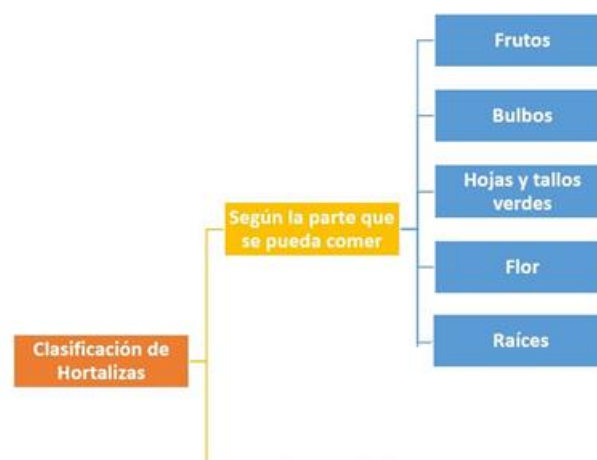 Frutos
Bulbos
Hojas y tallos
verdes
Según la parte que
se pueda comer
Flor
Raíces
Clasificación de
Hortalizas